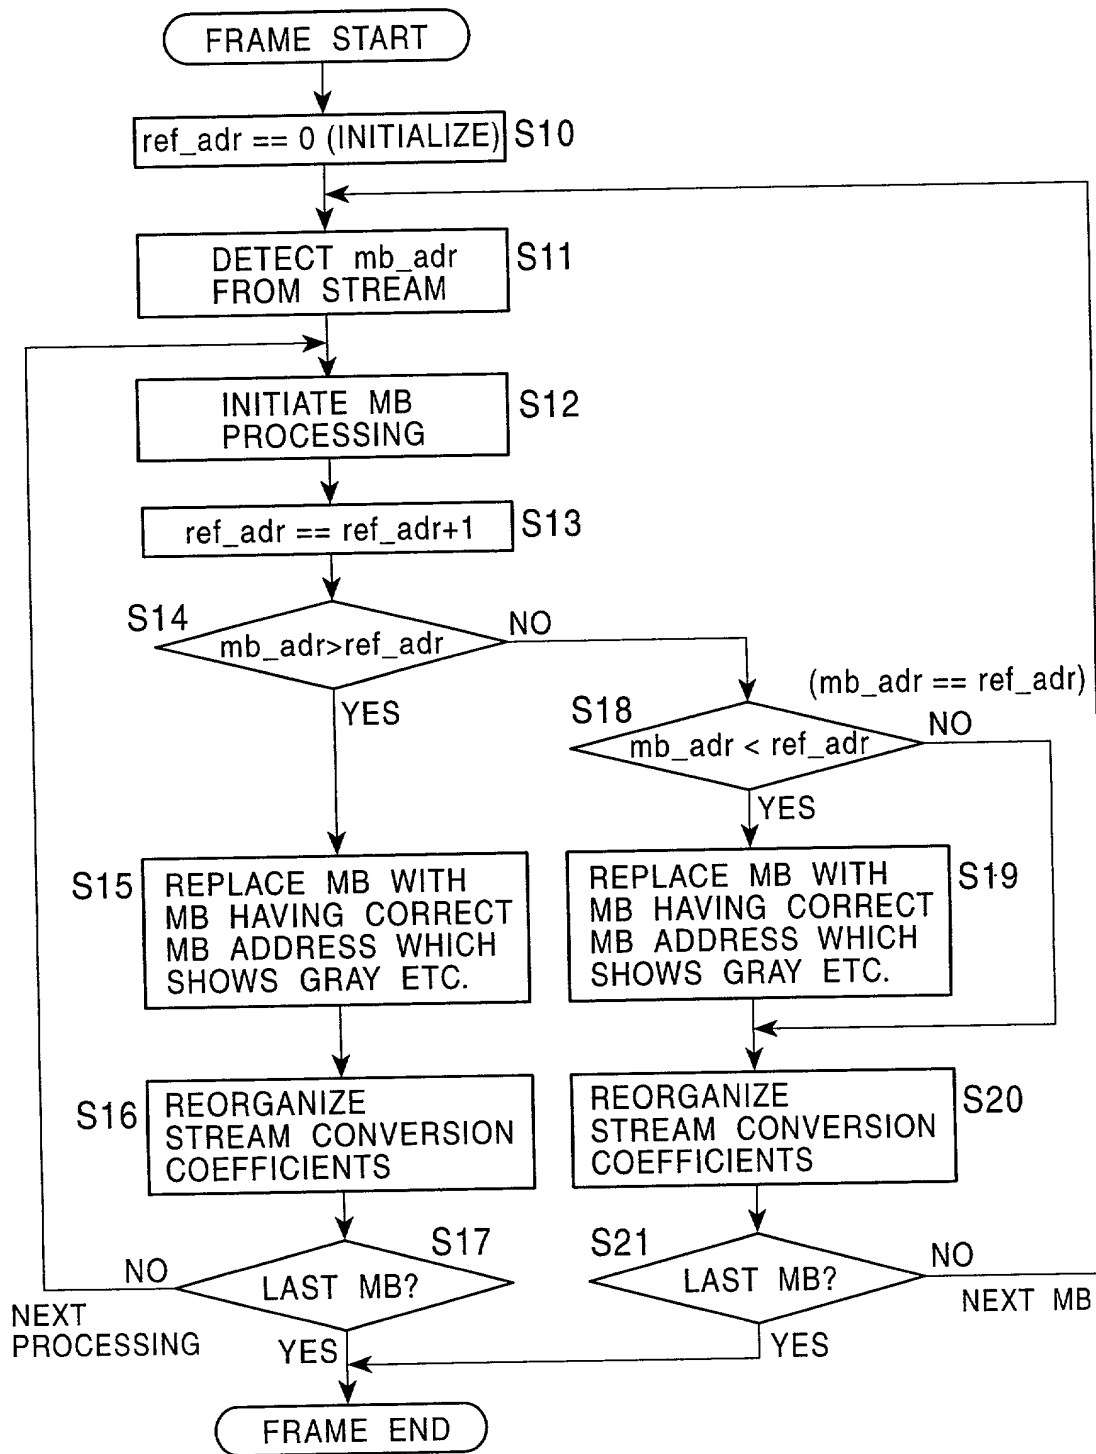 FRAME START
ref_adr == 0 (INITIALIZE) S10
DETECT mb_adr
FROM STREAM
S11
INITIATE MB
PROCESSING
S12
ref_adr == ref_adr+1 S13
S14
mb_adr>ref_adr
NO
YES
S15
REPLACE MB WITH
MB HAVING CORRECT
MB ADDRESS WHICH
SHOWS GRAY ETC.
S16
REORGANIZE
STREAM CONVERSION
COEFFICIENTS
S17
LAST MB?
NO
NEXT
PROCESSING
YES
(mb_adr == ref_adr)
S18
mb_adr < ref_adr
NO
YES
REPLACE MB WITH
MB HAVING CORRECT
MB ADDRESS WHICH
SHOWS GRAY ETC.
S19
REORGANIZE
STREAM CONVERSION
COEFFICIENTS
S20
S21
LAST MB?
NO
NEXT MB
YES
FRAME END